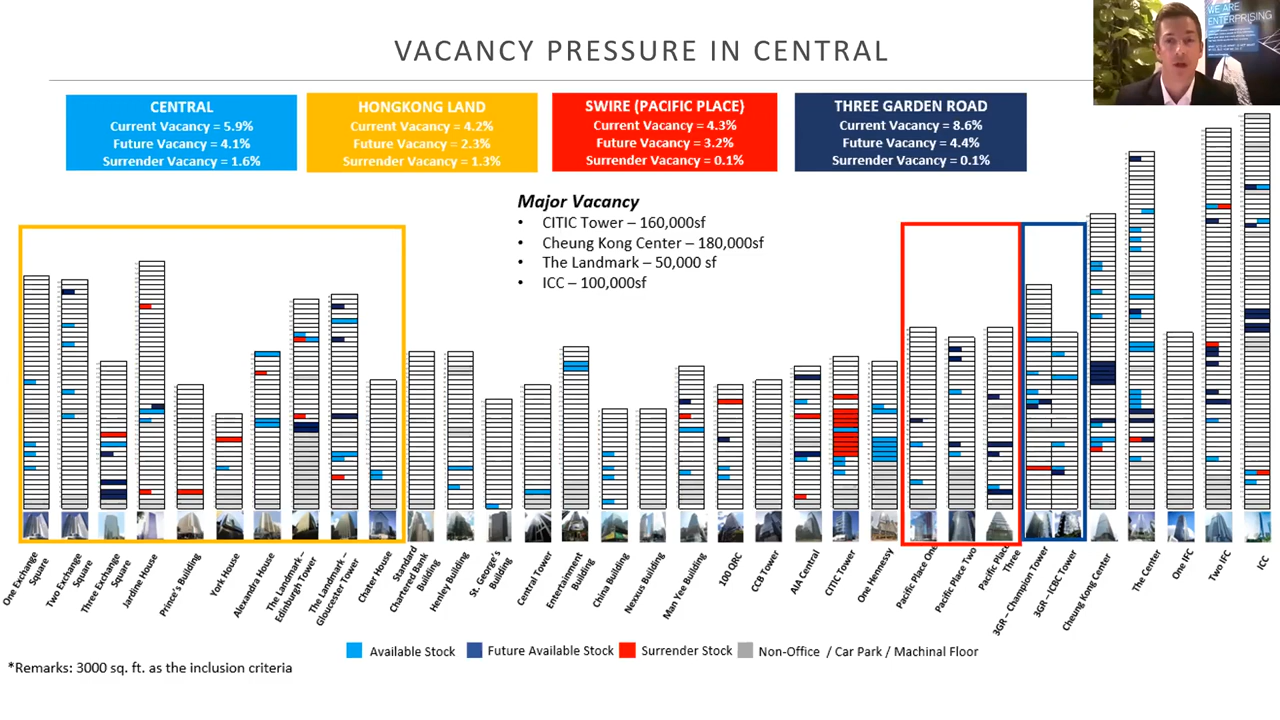 WE ARE
ENTERPRISING
VACANCY PRESSURE IN CENTRAL
CENTRAL
Current Vacancy = 5.9%
Future Vacancy = 4.1%
Surrender Vacancy = 1.6%
HONGKONG LAND
Current Vacancy = 4.2%
Future Vacancy = 2.3%
Surrender Vacancy = 1.3%
SWIRE (PACIFIC PLACE)
Current Vacancy = 4.3%
Future Vacancy = 3.2%
Surrender Vacancy = 0.1%
THREE GARDEN ROAD
Current Vacancy = 8.6%
Future Vacancy = 4.4%
Surrender Vacancy = 0.1%
Major Vacancy
• CITIC Tower – 160,000sf
• Cheung Kong Center – 180,000sf
• The Landmark – 50,000 sf
• ICC – 100,000sf
One Exchange
Square
Two Exchange
Square
Three Exchange
Square
Jardine House
Prince's Building
York House
Alexandra House
The Landmark –
Edinburgh Tower
The Landmark –
Gloucester Tower
Chater House
Standard
Chartered Bank
Building
Henley Building
St. George's
Building
Central Tower
Entertainment
Building
China Building
Nexxus Building
Man Yee Building
100 QRC
CCB Tower
AIA Central
CITIC Tower
One Hennessy
Pacific Place One
Pacific Place Two
Pacific Place
Three
3GR – Champion Tower
3GR – ICBC Tower
Cheung Kong Center
The Center
One IFC
Two IFC
ICC
Available Stock
Future Available Stock
Surrender Stock
Non-Office / Car Park / Machinal Floor
*Remarks: 3000 sq. ft. as the inclusion criteria